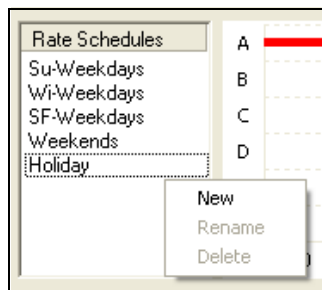 Rate Schedules
Su-Weekdays
Wi-Weekdays
SF-Weekdays
Weekends
Holiday
A
B
C
D
New
Rename
Delete